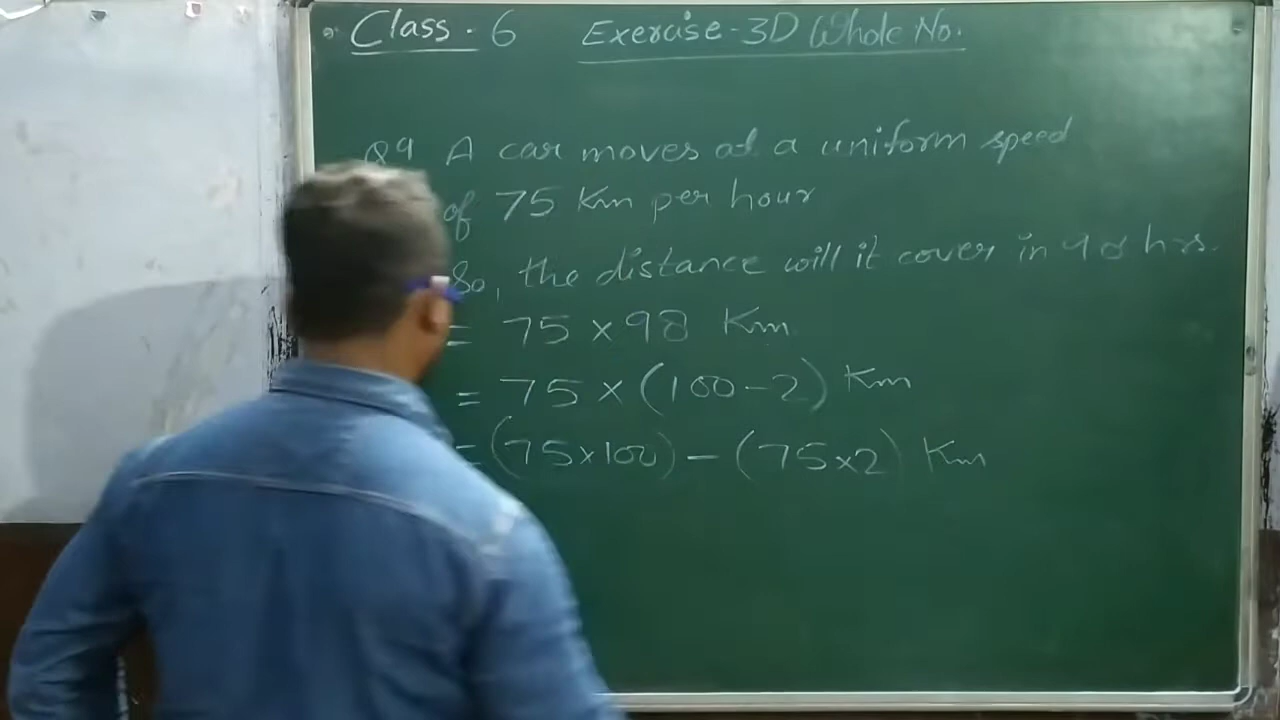 Class. 6 Exercise-3D Whole No.
Q9 A car moves at a uniform speed
of 75 Km per hour
So, the distance will it cover in 98 hrs.
= 75 × 98 Km
= 75 × (100 - 2) Km
= (75×100) - (75×2) Km